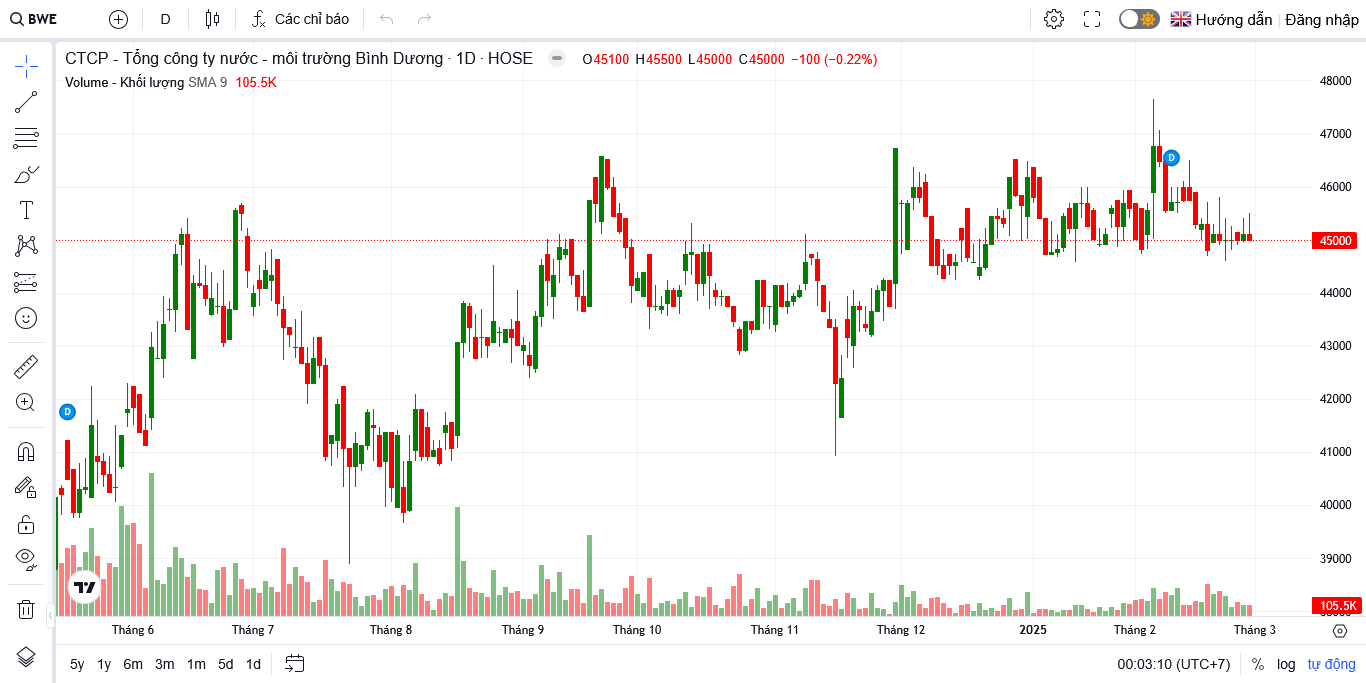 BWE D Các chỉ báo Hướng dẫn Đăng nhập
CTCP - Tổng công ty nước - môi trường Bình Dương · 1D · HOSE O45100 H45500 L45000 C45000 −100 (−0.22%)
Volume - Khối lượng SMA 9 105.5K
48000
47000
D
46000
45000
44000
43000
42000
D
41000
40000
39000
105.5K
Tháng 6 Tháng 7 Tháng 8 Tháng 9 Tháng 10 Tháng 11 Tháng 12 2025 Tháng 2 Tháng 3
5y 1y 6m 3m 1m 5d 1d 00:03:10 (UTC+7) % log tự động